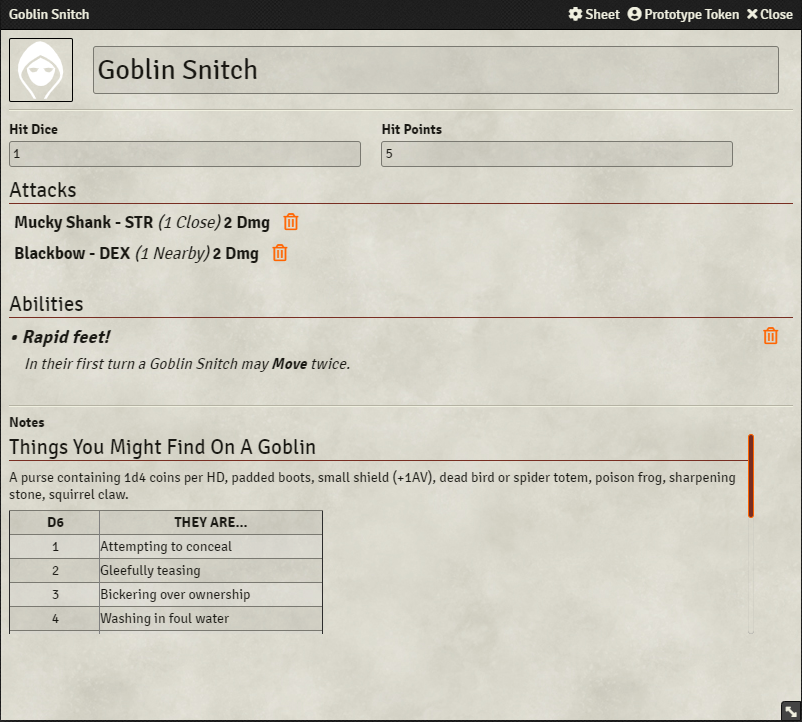 Goblin Snitch Sheet Prototype Token Close
Goblin Snitch
Hit Dice Hit Points
1 5
Attacks
Mucky Shank - STR (1 Close) 2 Dmg
Blackbow - DEX (1 Nearby) 2 Dmg
Abilities
• Rapid feet!
In their first turn a Goblin Snitch may Move twice.
Notes
Things You Might Find On A Goblin
A purse containing 1d4 coins per HD, padded boots, small shield (+1AV), dead bird or spider totem, poison frog, sharpening
stone, squirrel claw.
D6 THEY ARE...
1 Attempting to conceal
2 Gleefully teasing
3 Bickering over ownership
4 Washing in foul water